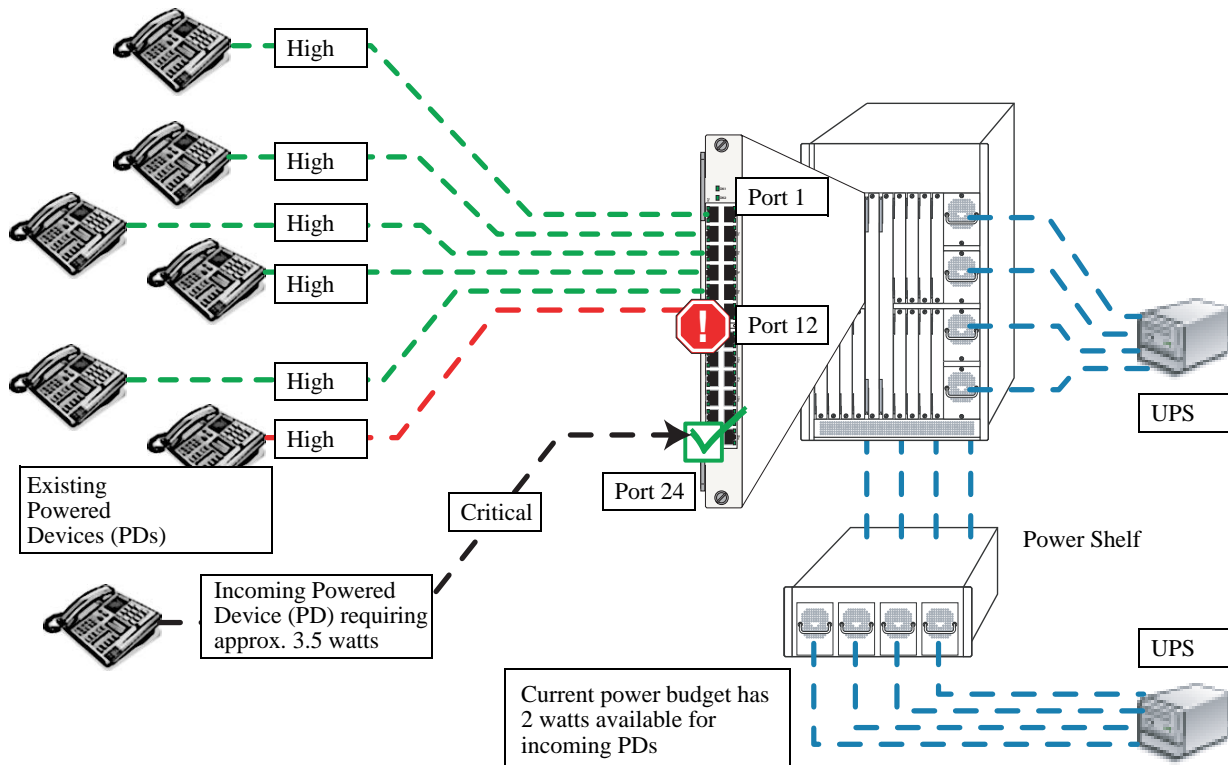 High
High
High
High
High
High
Port 1
Port 12
Port 24
Existing
Powered
Devices (PDs)
Critical
Incoming Powered
Device (PD) requiring
approx. 3.5 watts
UPS
Power Shelf
Current power budget has
2 watts available for
incoming PDs
UPS